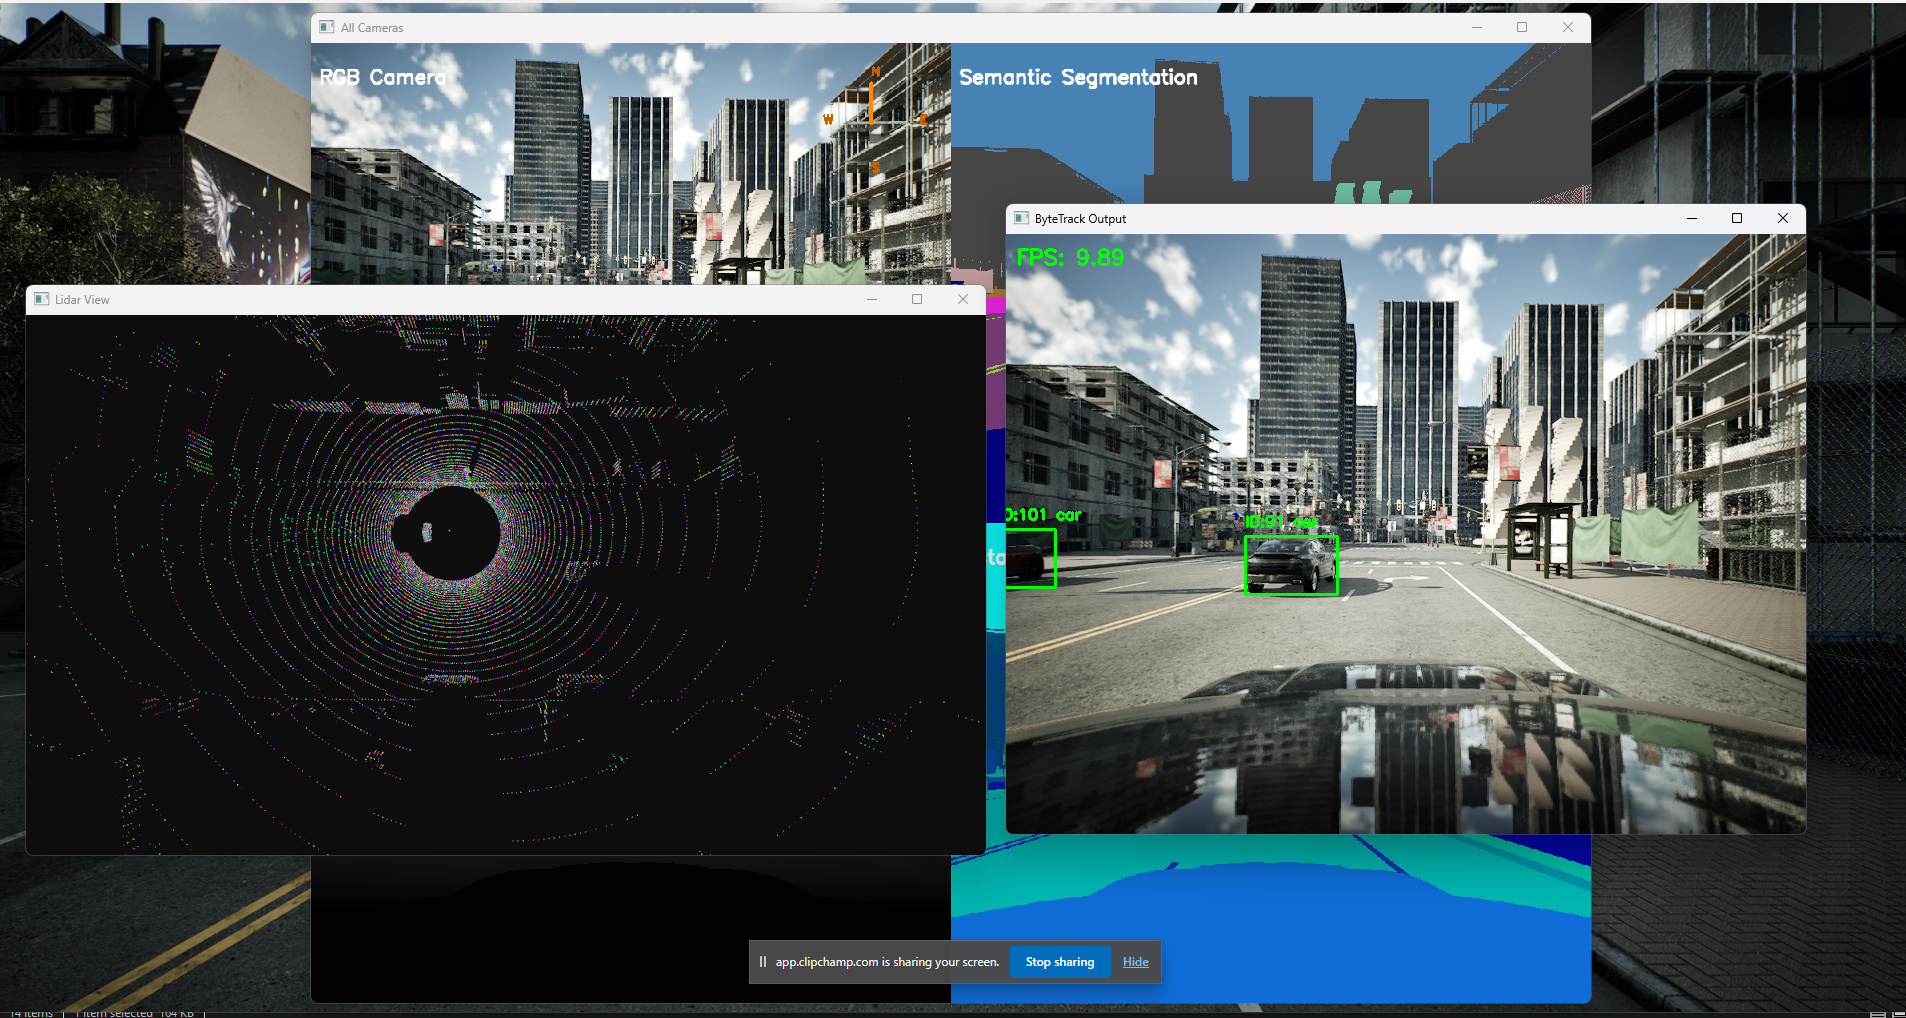 All Cameras
RGB Camera
N
W
E
S
Semantic Segmentation
ByteTrack Output
FPS: 9.89
Lidar View
ID:91 car
D:101 car
ta
app.clipchamp.com is sharing your screen.
Stop sharing
Hide
14 items
1 item selected 164 KB